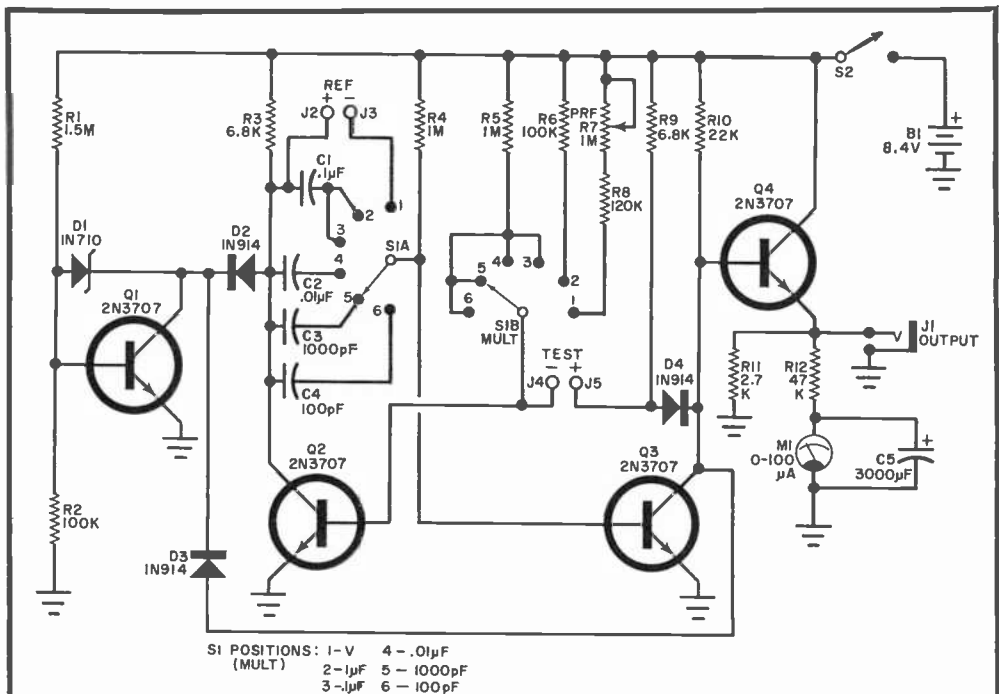 S2
REF
+ −
J2 J3
R1
1.5M
R3
6.8K
R4
1M
R5
1M
R6
100K
PRF
R7
1M
R9
6.8K
R10
22K
+
B1
8.4V
C1
.1µF
R8
120K
Q4
2N3707
2
1
3
4
5
6
S1A
D1
1N710
D2
1N914
C2
.01µF
Q1
2N3707
C3
1000pF
C4
100pF
4
3
5
2
6
1
S1B
MULT
TEST
− +
J4 J5
D4
1N914
J1
OUTPUT
R11
2.7
K
R12
47
K
M1
0-100
µA
+
C5
3000µF
Q2
2N3707
Q3
2N3707
R2
100K
D3
1N914
S1 POSITIONS: 1-V 4-.01µF
(MULT) 2-1µF 5-1000pF
3-.1µF 6-100pF